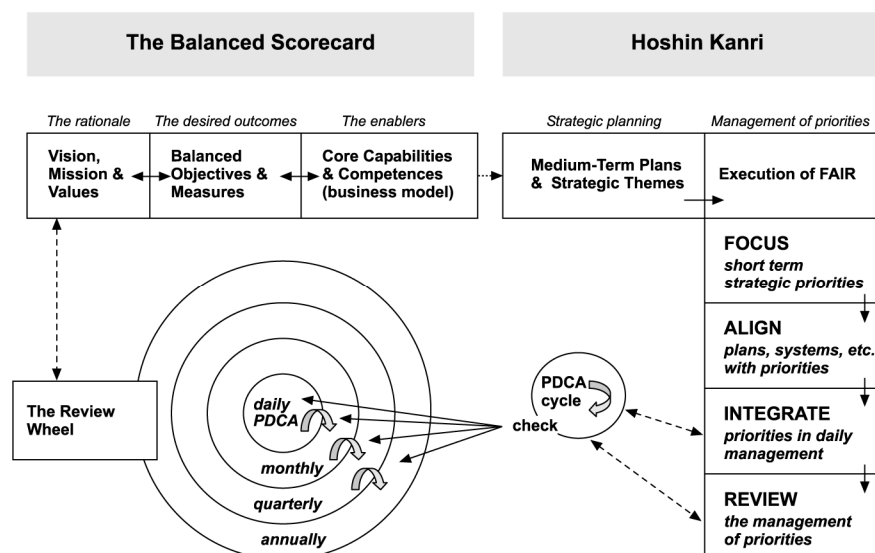 The Balanced Scorecard
Hoshin Kanri
The rationale
The desired outcomes
The enablers
Strategic planning
Management of priorities
Vision,
Mission &
Values
Balanced
Objectives &
Measures
Core Capabilities
& Competences
(business model)
Medium-Term Plans
& Strategic Themes
Execution of FAIR
FOCUS
short term
strategic priorities
ALIGN
plans, systems, etc.
with priorities
INTEGRATE
priorities in daily
management
REVIEW
the management
of priorities
The Review
Wheel
daily
PDCA
monthly
quarterly
annually
PDCA
cycle
check